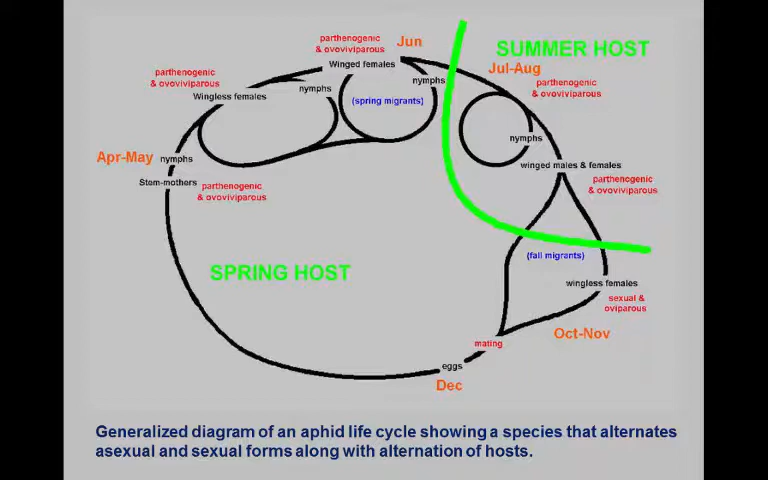 parthenogenic
& ovoviviparous
Jun
SUMMER HOST
Winged females
Jul-Aug
parthenogenic
& ovoviviparous
nymphs
nymphs
(spring migrants)
parthenogenic
& ovoviviparous
Wingless females
nymphs
Apr-May
nymphs
winged males & females
Stem-mothers
parthenogenic
& ovoviviparous
parthenogenic
& ovoviviparous
(fall migrants)
SPRING HOST
wingless females
sexual &
oviparous
Oct-Nov
mating
eggs
Dec
Generalized diagram of an aphid life cycle showing a species that alternates
asexual and sexual forms along with alternation of hosts.